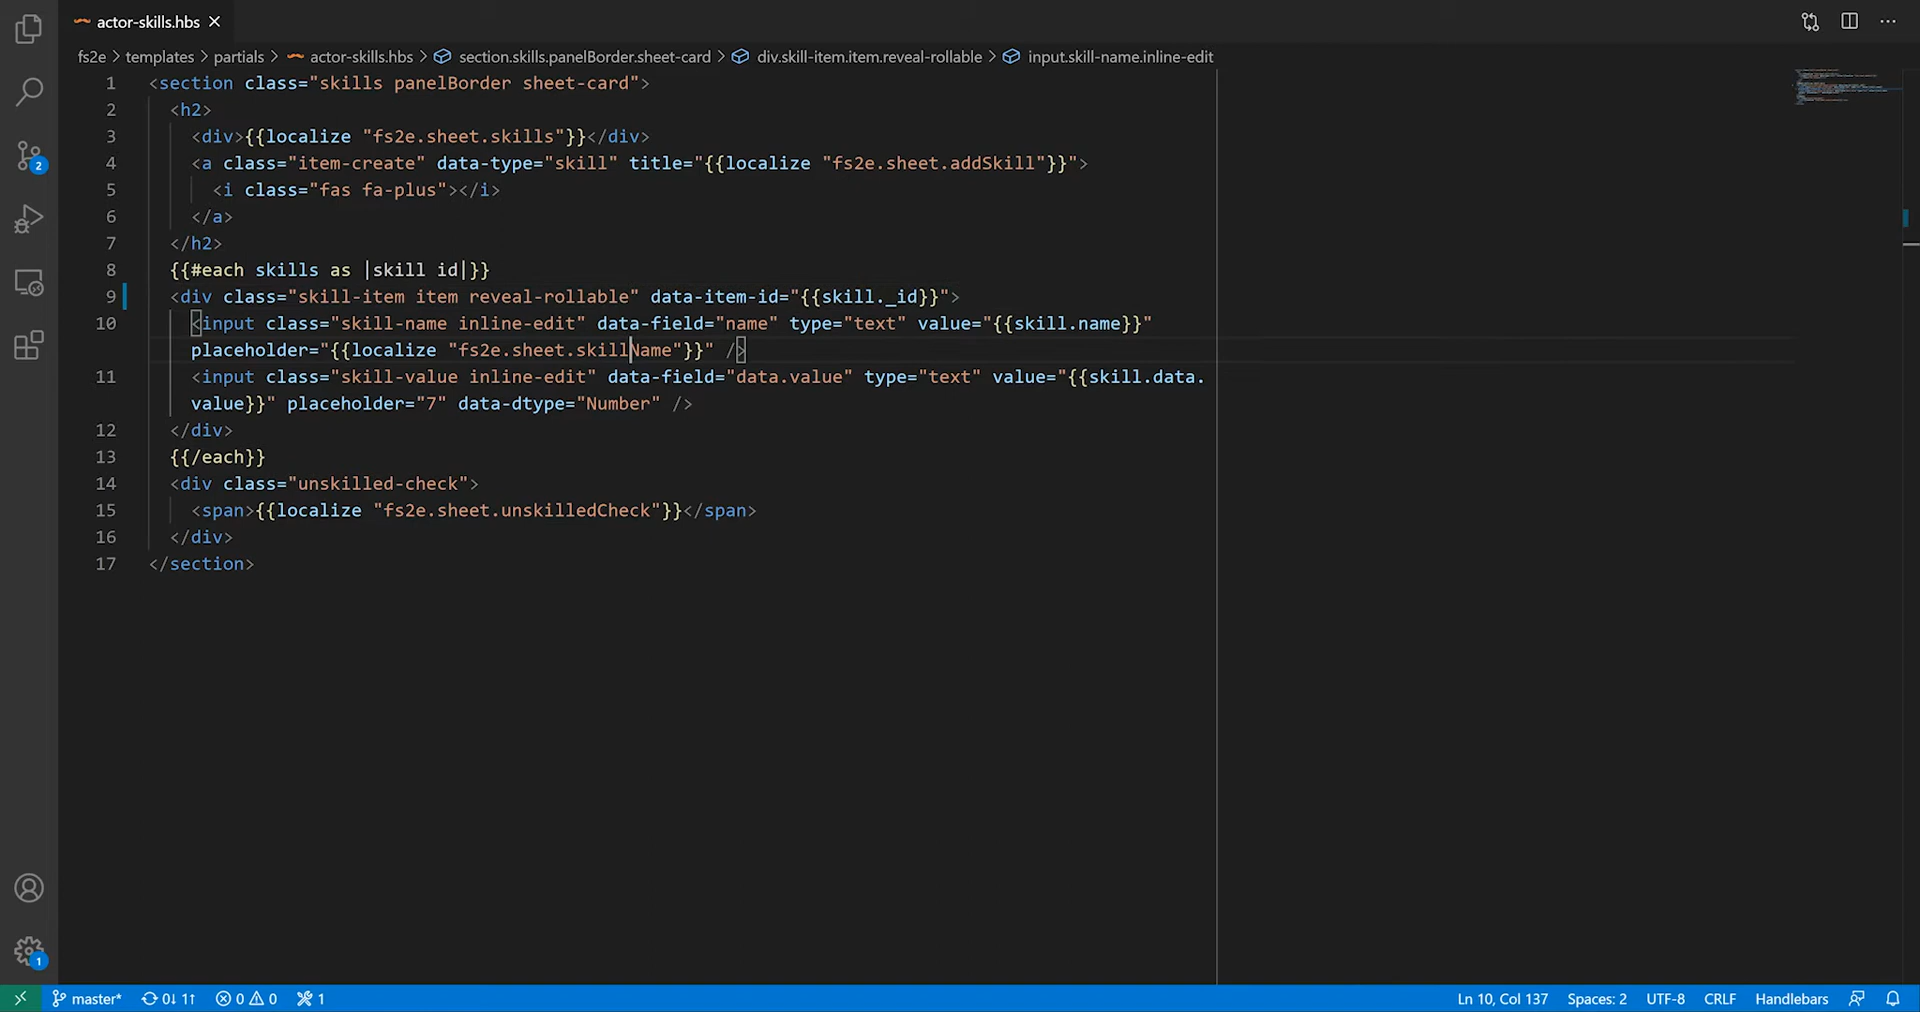 actor-skills.hbs
fs2e > templates > partials > actor-skills.hbs > section.skills.panelBorder.sheet-card > div.skill-item.item.reveal-rollable > input.skill-name.inline-edit
1 <section class="skills panelBorder sheet-card">
2 <h2>
3 <div>{{localize "fs2e.sheet.skills"}}</div>
4 <a class="item-create" data-type="skill" title="{{localize "fs2e.sheet.addSkill"}}">
5 <i class="fas fa-plus"></i>
6 </a>
7 </h2>
8 {{#each skills as |skill id|}}
9 <div class="skill-item item reveal-rollable" data-item-id="{{skill._id}}">
10 <input class="skill-name inline-edit" data-field="name" type="text" value="{{skill.name}}"
placeholder="{{localize "fs2e.sheet.skillName"}}" />
11 <input class="skill-value inline-edit" data-field="data.value" type="text" value="{{skill.data.
value}}" placeholder="7" data-dtype="Number" />
12 </div>
13 {{/each}}
14 <div class="unskilled-check">
15 <span>{{localize "fs2e.sheet.unskilledCheck"}}</span>
16 </div>
17 </section>
2
1
master* 0↓ 1↑ 0 0 1 Ln 10, Col 137 Spaces: 2 UTF-8 CRLF Handlebars